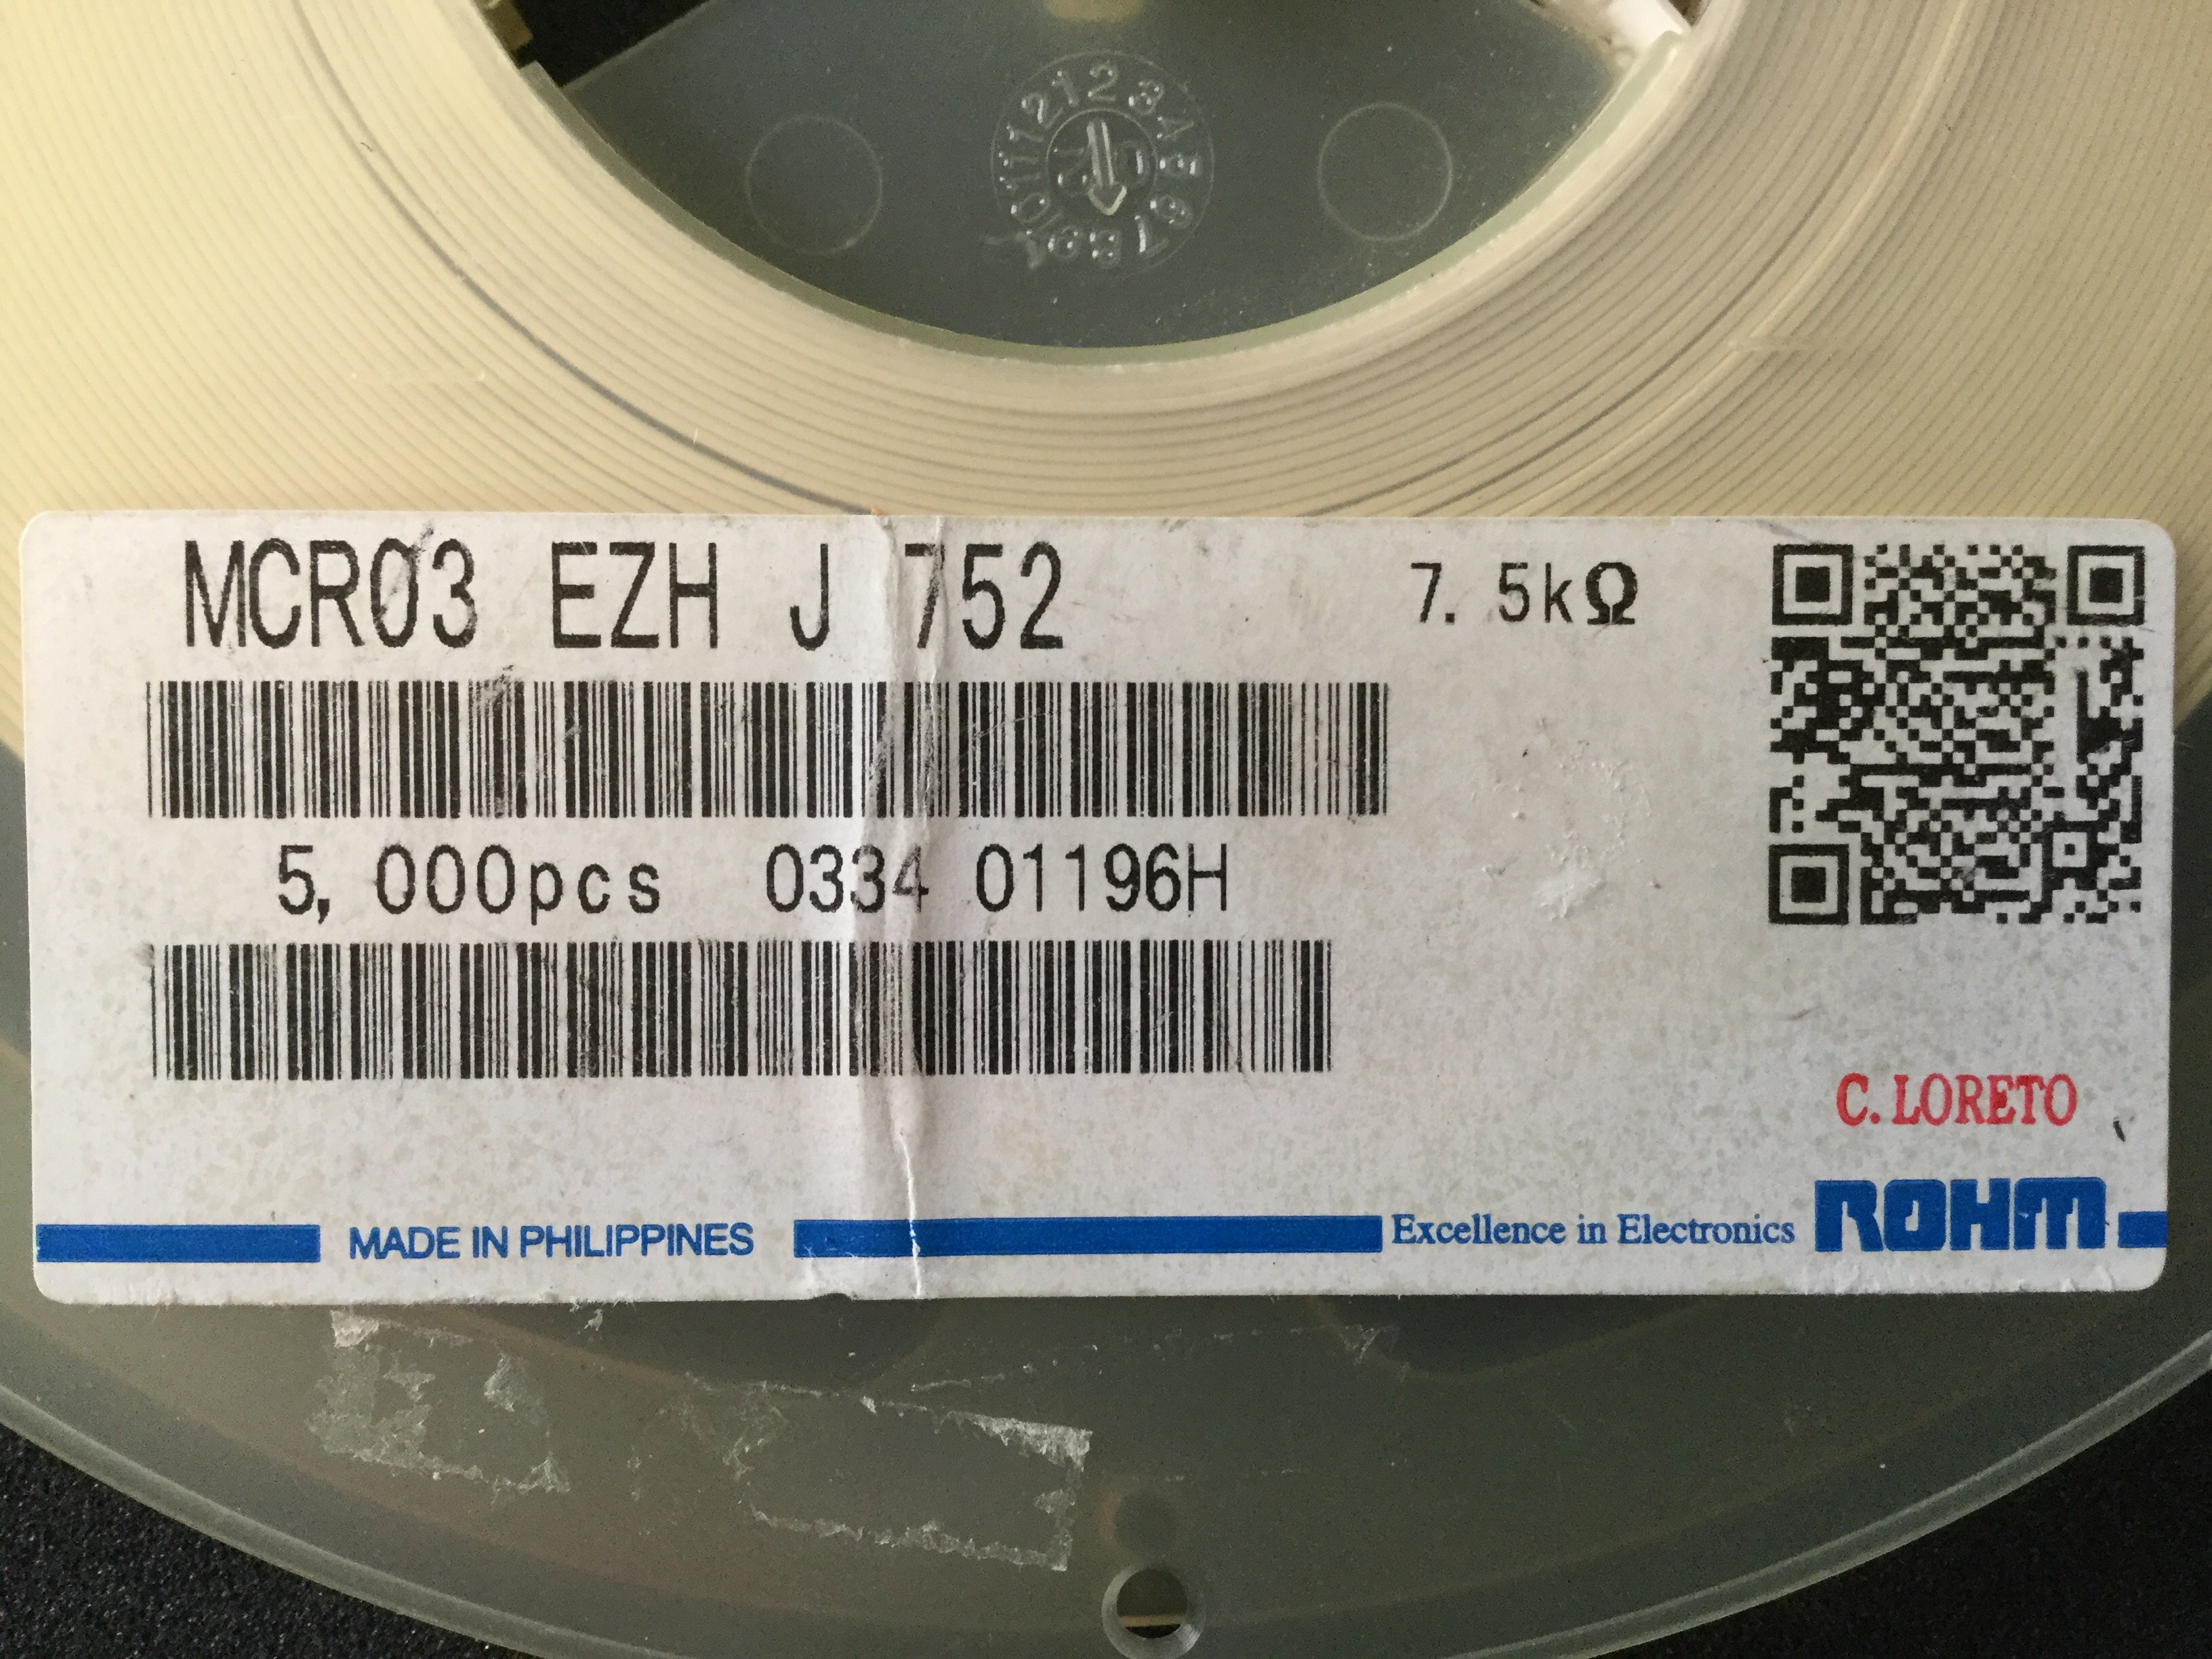 MCR03 EZH J 752 7.5kΩ
5,000pcs 0334 01196H
C.LORETO
MADE IN PHILIPPINES Excellence in Electronics ROHM